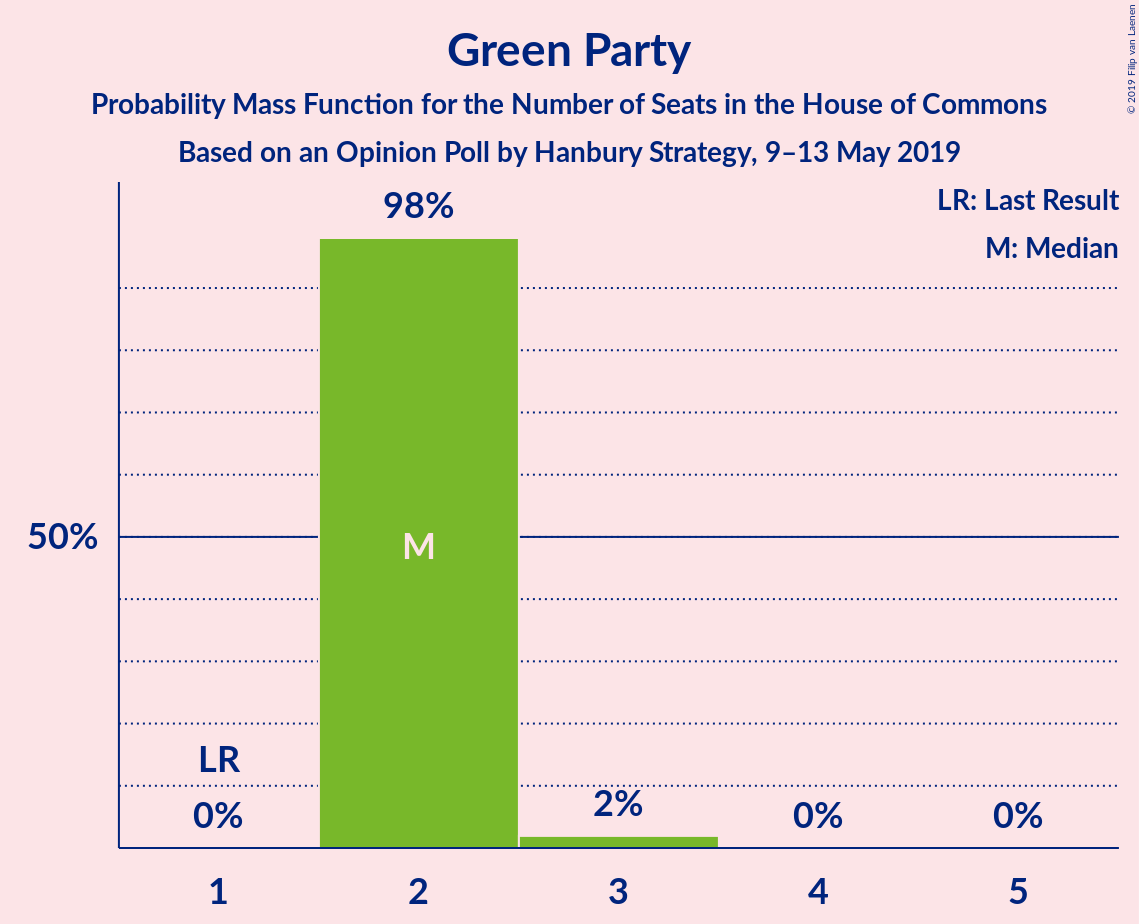 Green Party
Probability Mass Function for the Number of Seats in the House of Commons
Based on an Opinion Poll by Hanbury Strategy, 9–13 May 2019
© 2019 Filip van Laenen
LR: Last Result
M: Median
98%
50%
M
LR
0%
2%
0%
0%
1 2 3 4 5